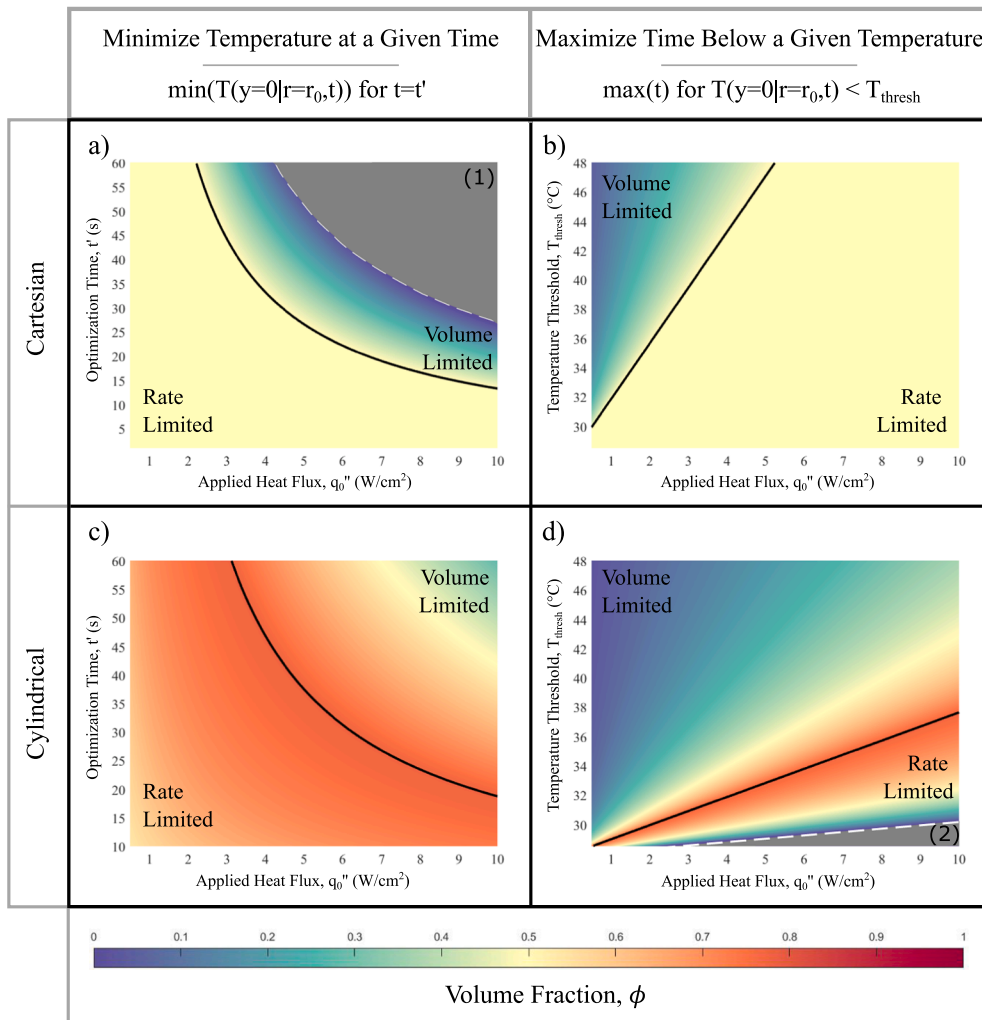 Minimize Temperature at a Given Time
min(T(y=0|r=r₀,t)) for t=t'
Maximize Time Below a Given Temperature
max(t) for T(y=0|r=r₀,t) < Tₜₕᵣₑₛₕ
Cartesian
a)
60
55
50
45
40
35
30
25
20
15
10
5
Optimization Time, t' (s)
(1)
Volume
Limited
Rate
Limited
1 2 3 4 5 6 7 8 9 10
Applied Heat Flux, q₀" (W/cm²)
b)
48
46
44
42
40
38
36
34
32
30
Temperature Threshold, Tₜₕᵣₑₛₕ (°C)
Volume
Limited
Rate
Limited
1 2 3 4 5 6 7 8 9 10
Applied Heat Flux, q₀" (W/cm²)
Cylindrical
c)
60
55
50
45
40
35
30
25
20
15
10
Optimization Time, t' (s)
Volume
Limited
Rate
Limited
1 2 3 4 5 6 7 8 9 10
Applied Heat Flux, q₀" (W/cm²)
d)
48
46
44
42
40
38
36
34
32
30
Temperature Threshold, Tₜₕᵣₑₛₕ (°C)
Volume
Limited
Rate
Limited
(2)
1 2 3 4 5 6 7 8 9 10
Applied Heat Flux, q₀" (W/cm²)
0 0.1 0.2 0.3 0.4 0.5 0.6 0.7 0.8 0.9 1
Volume Fraction, ϕ